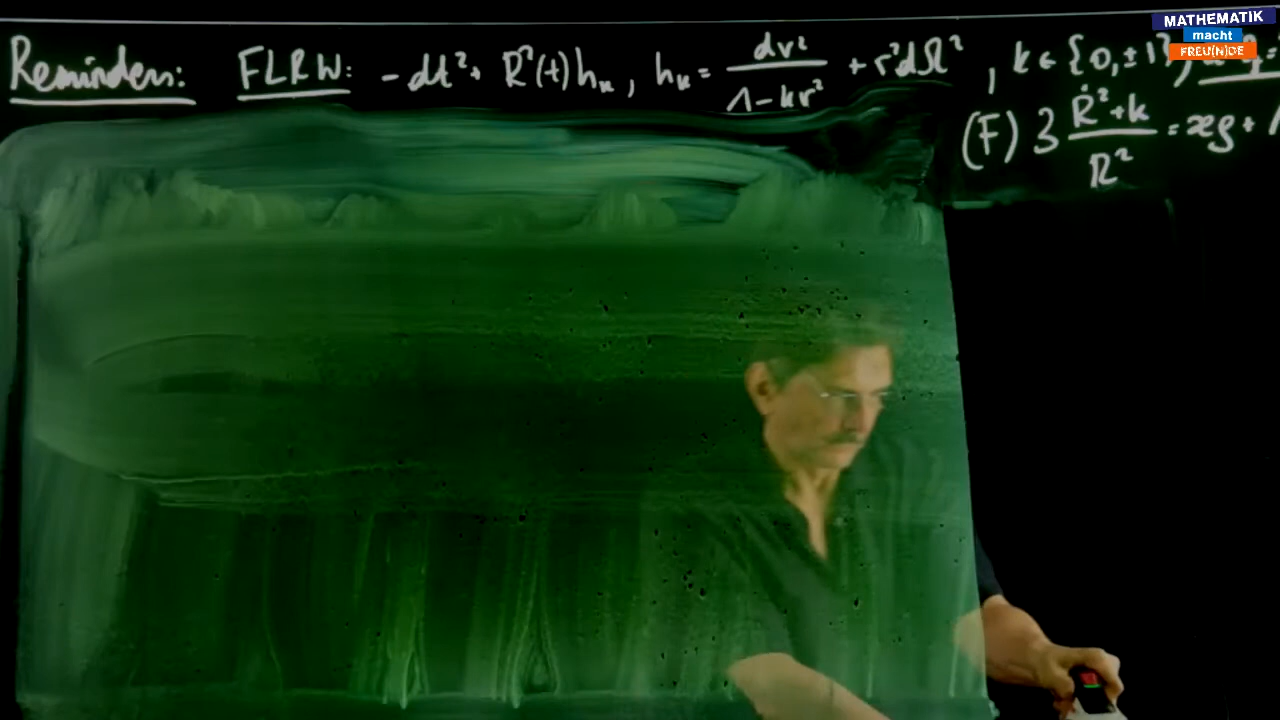 MATHEMATIK
macht
FREU(N)DE
Reminders: FLRW: -dt²+ R²(t)hₖ, hₖ= dr²/1-kr² + r²dΩ², k∈{0,±1},
(F) 3 Ṙ²+k/R² = ϰρ+